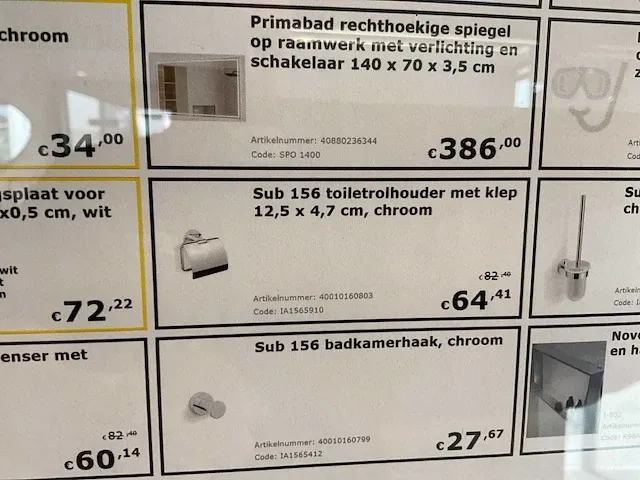 chroom
€34,00
Primabad rechthoekige spiegel
op raamwerk met verlichting en
schakelaar 140 x 70 x 3,5 cm
Artikelnummer: 40880236344
Code: SPO 1400
€386,00
gsplaat voor
x0,5 cm, wit
wit
€72,22
Sub 156 toiletrolhouder met klep
12,5 x 4,7 cm, chroom
€82,40
Artikelnummer: 40010160803
Code: IA1565910
€64,41
Su
ch
enser met
€82,40
€60,14
Sub 156 badkamerhaak, chroom
Artikelnummer: 40010160799
Code: IA1565412
€27,67
Nov
en h